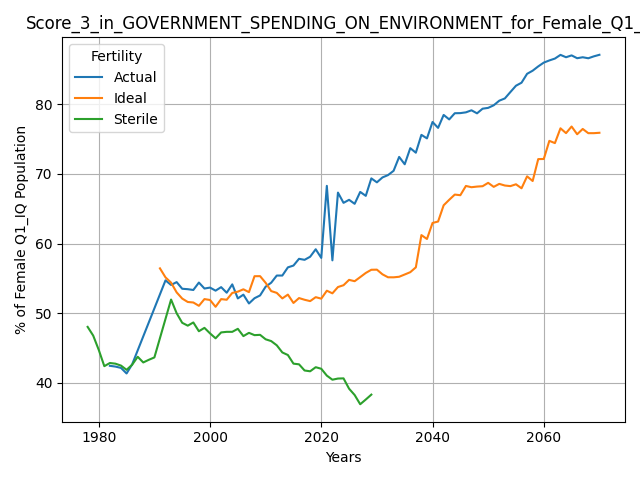 Score_3_in_GOVERNMENT_SPENDING_ON_ENVIRONMENT_for_Female_Q1_
Fertility
Actual
Ideal
Sterile
% of Female Q1_IQ Population
80
70
60
50
40
1980
2000
2020
2040
2060
Years